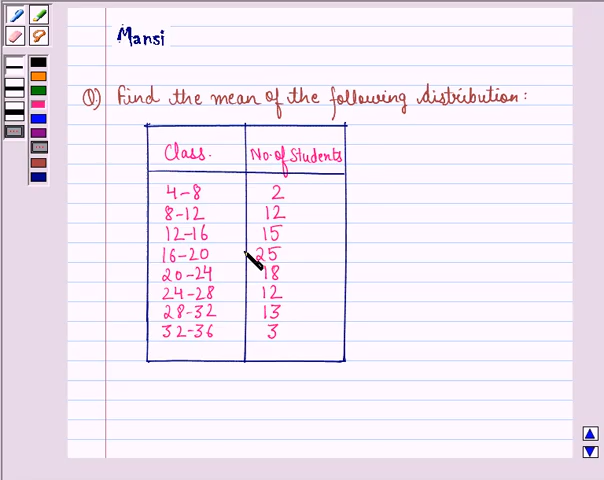 Mansi
Q.) Find the mean of the following distribution:
Class. No. of Students
4-8 2
8-12 12
12-16 15
16-20 25
20-24 18
24-28 12
28-32 13
32-36 3